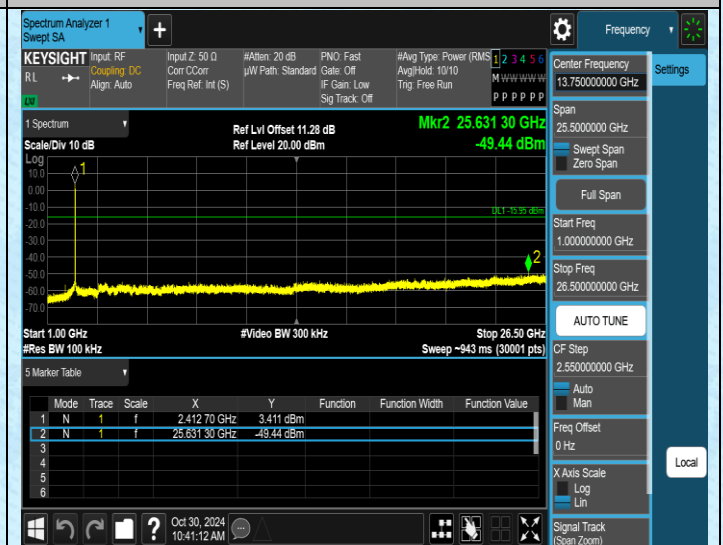 Spectrum Analyzer 1
Swept SA
+
Frequency
KEYSIGHT
R L
LXI
Input: RF
Coupling: DC
Align: Auto
Input Z: 50 Ω
Corr CCorr
Freq Ref: Int (S)
#Atten: 20 dB
µW Path: Standard
PNO: Fast
Gate: Off
IF Gain: Low
Sig Track: Off
#Avg Type: Power (RMS
Avg|Hold: 10/10
Trig: Free Run
1 2 3 4 5 6
M W W W W W
P P P P P P
1 Spectrum
Scale/Div 10 dB
Ref Lvl Offset 11.28 dB
Ref Level 20.00 dBm
Mkr2 25.631 30 GHz
-49.44 dBm
Log
10.0
0.00
-10.0
-20.0
-30.0
-40.0
-50.0
-60.0
-70.0
1
DL1 -15.95 dBm
2
Start 1.00 GHz
#Res BW 100 kHz
#Video BW 300 kHz
Stop 26.50 GHz
Sweep ~943 ms (30001 pts)
5 Marker Table
Mode Trace Scale X Y Function Function Width Function Value
1 N 1 f 2.412 70 GHz 3.411 dBm
2 N 1 f 25.631 30 GHz -49.44 dBm
3
4
5
6
?
Oct 30, 2024
10:41:12 AM
Center Frequency
13.750000000 GHz
Settings
Span
25.5000000 GHz
Swept Span
Zero Span
Full Span
Start Freq
1.000000000 GHz
Stop Freq
26.500000000 GHz
AUTO TUNE
CF Step
2.550000000 GHz
Auto
Man
Freq Offset
0 Hz
X Axis Scale
Log
Lin
Signal Track
(Span Zoom)
Local